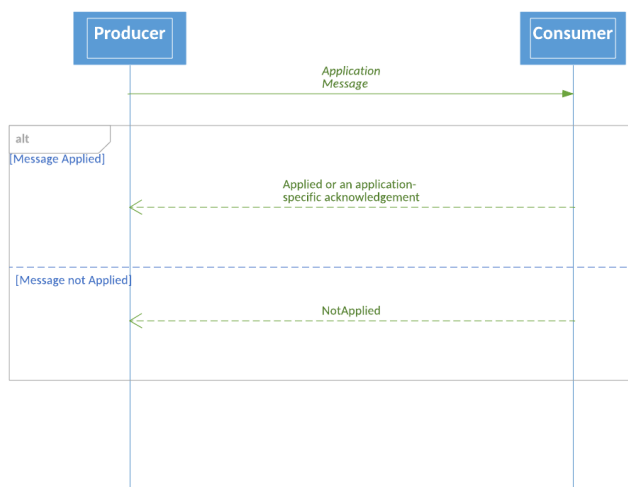 Producer
Consumer
Application
Message
alt
[Message Applied]
Applied or an application-
specific acknowledgement
[Message not Applied]
NotApplied